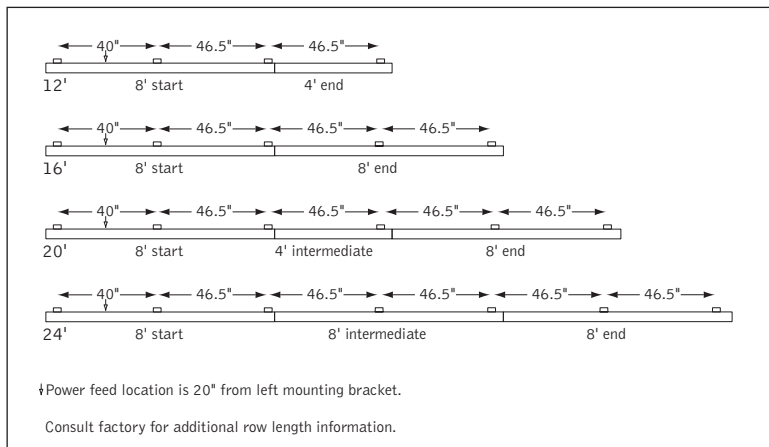 40" 46.5" 46.5"
12' 8' start 4' end
40" 46.5" 46.5" 46.5"
16' 8' start 8' end
40" 46.5" 46.5" 46.5" 46.5"
20' 8' start 4' intermediate 8' end
40" 46.5" 46.5" 46.5" 46.5" 46.5"
24' 8' start 8' intermediate 8' end
Power feed location is 20" from left mounting bracket.
Consult factory for additional row length information.